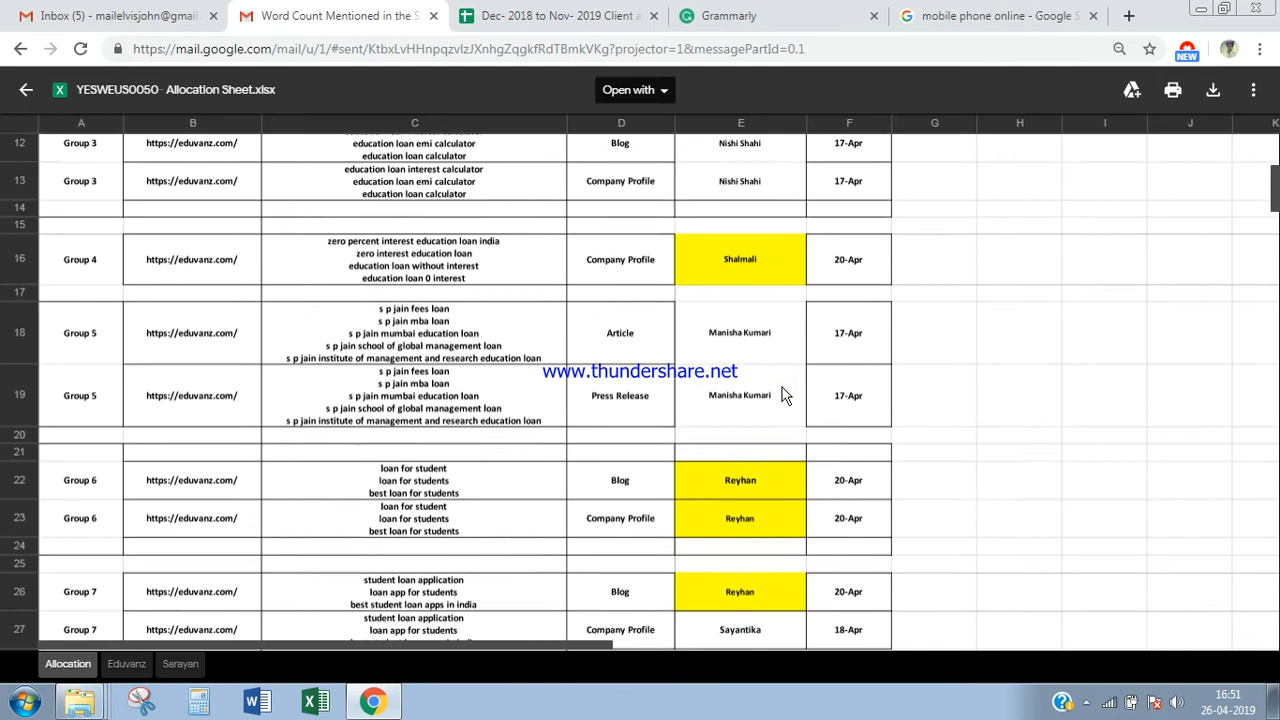 Inbox (5) - mailelvisjohn@gmail.
Word Count Mentioned in the S
Dec- 2018 to Nov- 2019 Client a
Grammarly
mobile phone online - Google S
https://mail.google.com/mail/u/1/#sent/KtbxLvHHnpqzvlzJXnhgZqgkfRdTBmkVKg?projector=1&messagePartId=0.1
NEW
YESWEUS0050- Allocation Sheet.xlsx
Open with
A B C D E F G H I J K
12 Group 3 https://eduvanz.com/ education loan emi calculator Blog Nishi Shahi 17-Apr
education loan calculator
education loan interest calculator
13 Group 3 https://eduvanz.com/ education loan emi calculator Company Profile Nishi Shahi 17-Apr
education loan calculator
14
15
zero percent interest education loan india
zero interest education loan
16 Group 4 https://eduvanz.com/ Company Profile Shalmali 20-Apr
education loan without interest
education loan 0 interest
17
s p jain fees loan
s p jain mba loan
18 Group 5 https://eduvanz.com/ s p jain mumbai education loan Article Manisha Kumari 17-Apr
s p jain school of global management loan
s p jain institute of management and research education loan
s p jain fees loan
www.thundershare.net
s p jain mba loan
19 Group 5 https://eduvanz.com/ s p jain mumbai education loan Press Release Manisha Kumari 17-Apr
s p jain school of global management loan
s p jain institute of management and research education loan
20
21
loan for student
22 Group 6 https://eduvanz.com/ loan for students Blog Reyhan 20-Apr
best loan for students
loan for student
23 Group 6 https://eduvanz.com/ loan for students Company Profile Reyhan 20-Apr
best loan for students
24
25
student loan application
26 Group 7 https://eduvanz.com/ loan app for students Blog Reyhan 20-Apr
best student loan apps in india
student loan application
27 Group 7 https://eduvanz.com/ loan app for students Company Profile Sayantika 18-Apr
Allocation Eduvanz Sarayan
16:51
26-04-2019